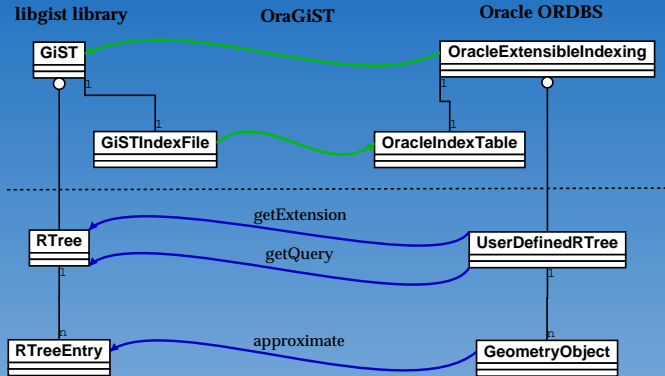 libgist library OraGiST Oracle ORDBS
GiST OracleExtensibleIndexing
1 1
1 1
GiSTIndexFile OracleIndexTable
getExtension
RTree UserDefinedRTree
getQuery
1 1
n n
approximate
RTreeEntry GeometryObject